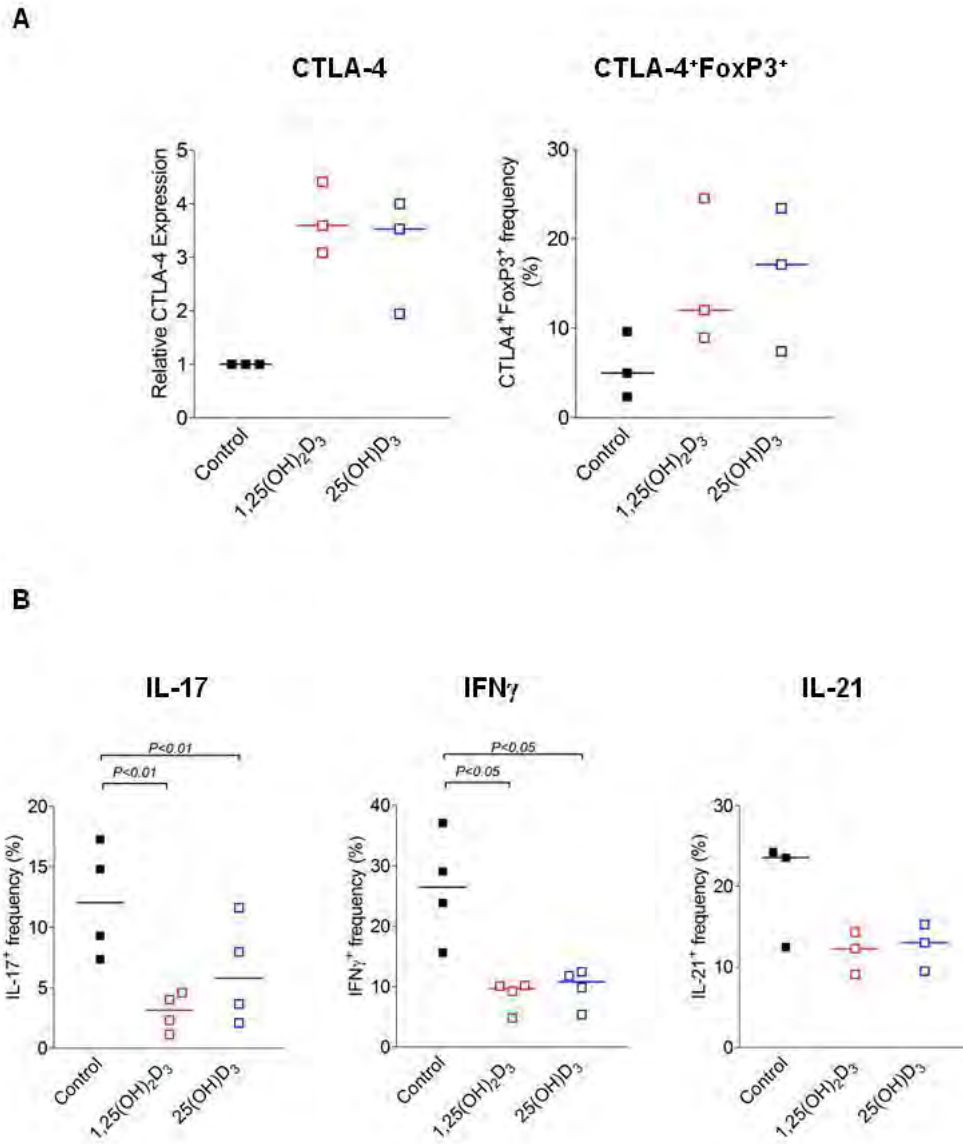 A
CTLA-4
CTLA-4⁺FoxP3⁺
Relative CTLA-4 Expression
5
4
3
2
1
0
Control
1,25(OH)₂D₃
25(OH)D₃
CTLA4⁺FoxP3⁺ frequency
(%)
30
20
10
0
Control
1,25(OH)₂D₃
25(OH)D₃
B
IL-17
IFNγ
IL-21
P<0.01
P<0.01
IL-17⁺ frequency (%)
20
15
10
5
0
Control
1,25(OH)₂D₃
25(OH)D₃
P<0.05
P<0.05
IFNγ⁺ frequency (%)
40
30
20
10
0
Control
1,25(OH)₂D₃
25(OH)D₃
IL-21⁺ frequency (%)
30
20
10
0
Control
1,25(OH)₂D₃
25(OH)D₃